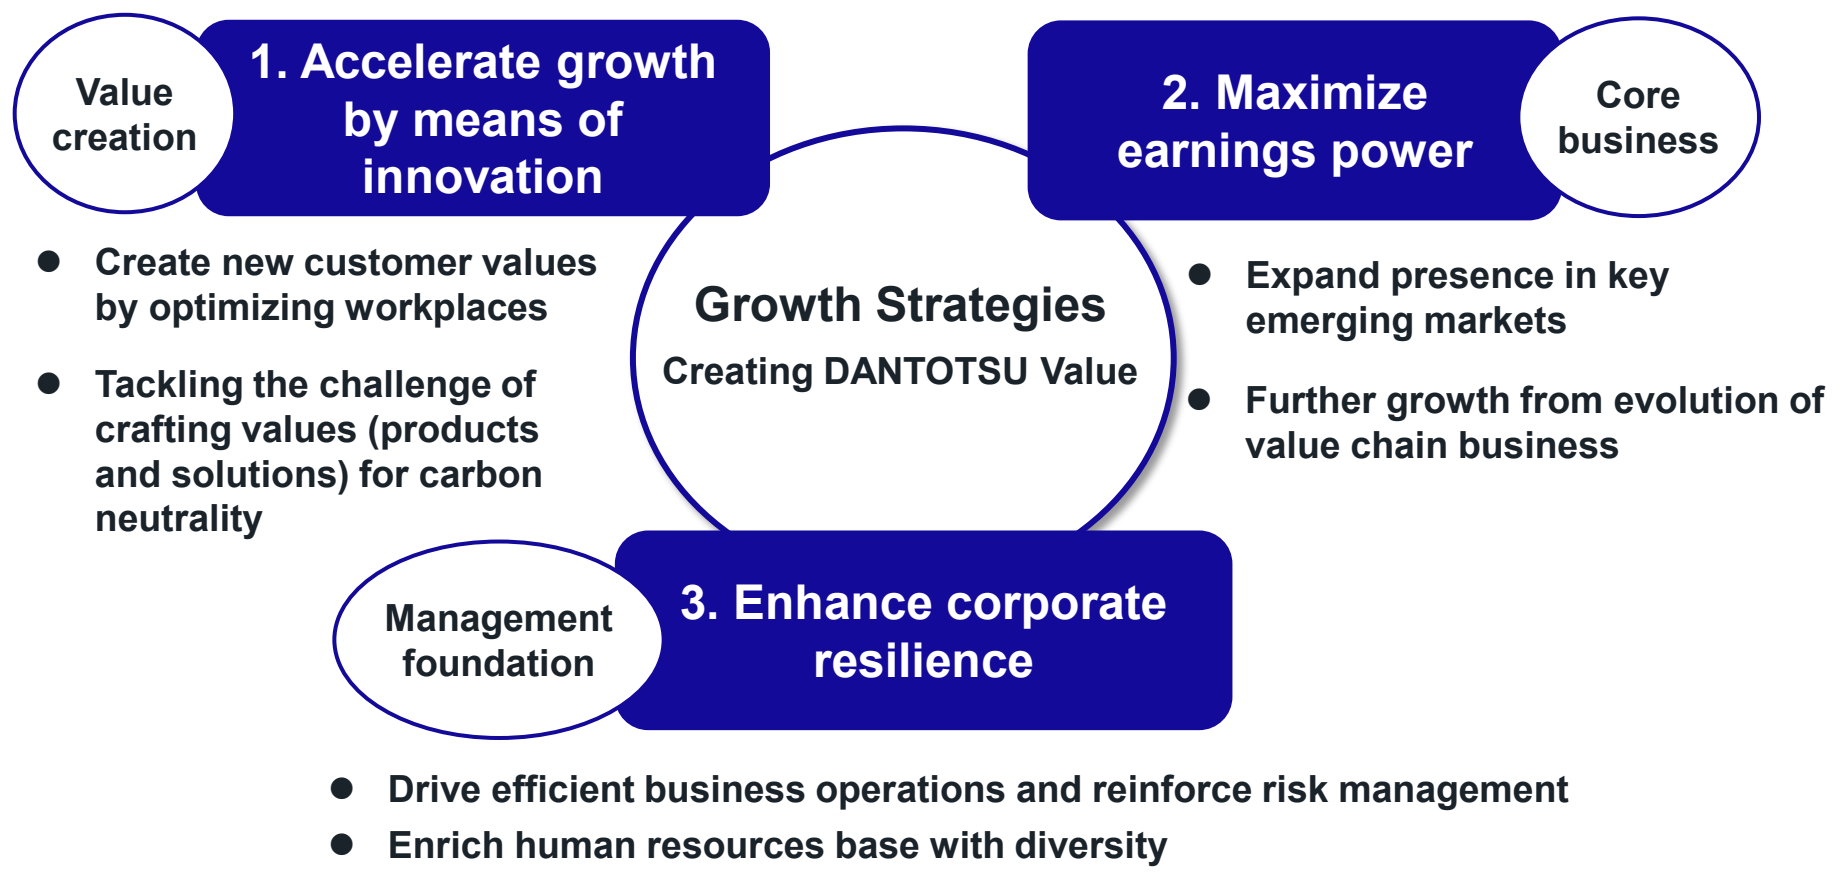 Value
creation
1. Accelerate growth
by means of
innovation
● Create new customer values
by optimizing workplaces
● Tackling the challenge of
crafting values (products
and solutions) for carbon
neutrality
2. Maximize
earnings power
Core
business
● Expand presence in key
emerging markets
● Further growth from evolution of
value chain business
Growth Strategies
Creating DANTOTSU Value
Management
foundation
3. Enhance corporate
resilience
● Drive efficient business operations and reinforce risk management
● Enrich human resources base with diversity